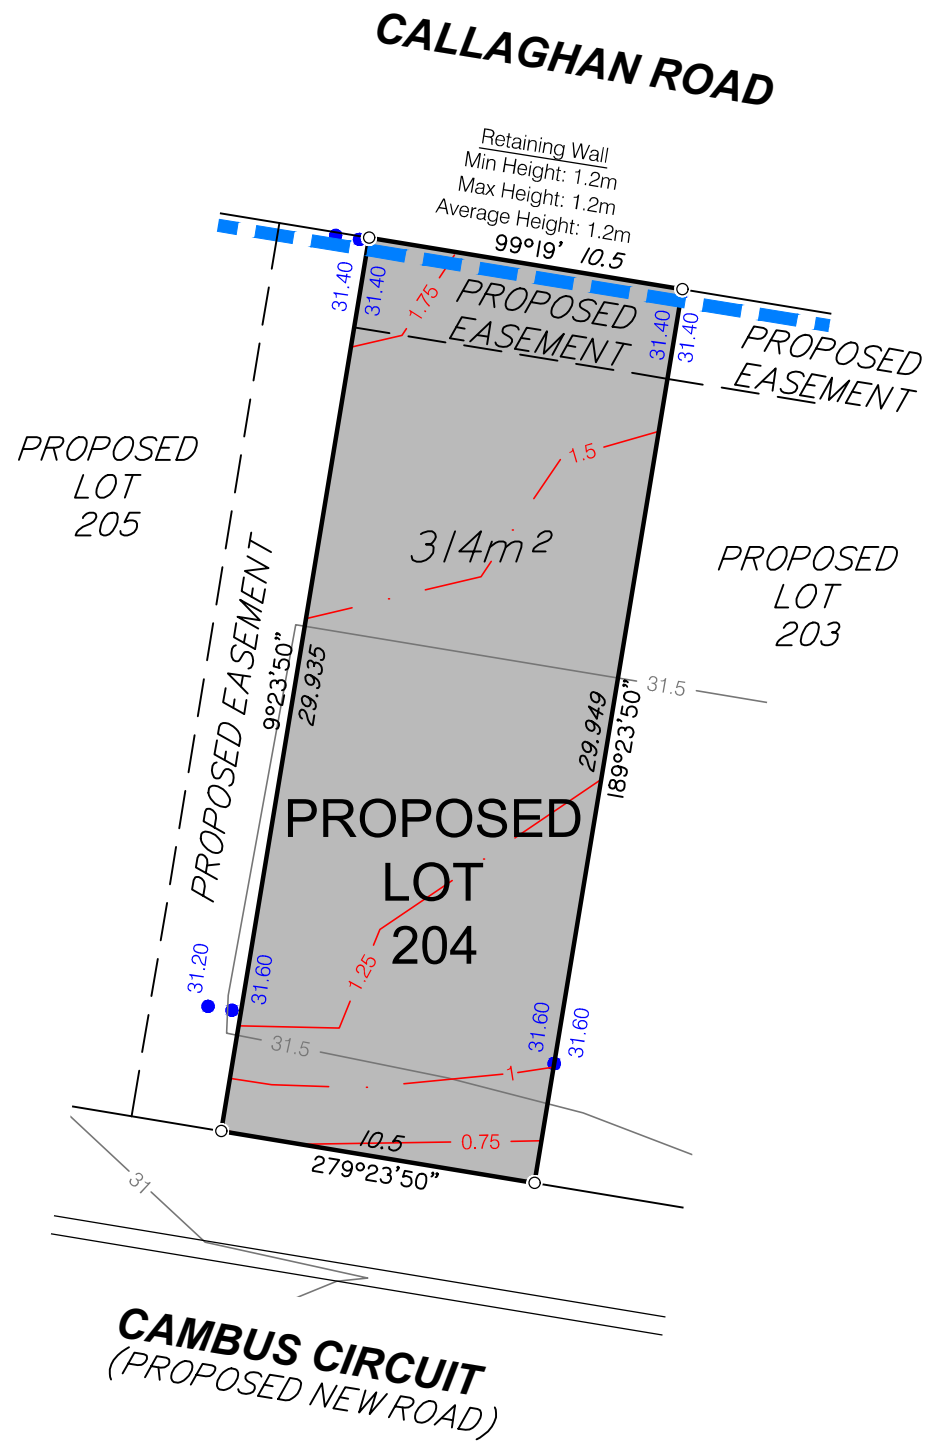 CALLAGHAN ROAD
Retaining Wall
Min Height: 1.2m
Max Height: 1.2m
Average Height: 1.2m
99°19' 10.5
31.40
31.40
1.75
PROPOSED
EASEMENT
31.40
31.40
PROPOSED
EASEMENT
PROPOSED
LOT
205
1.5
314m²
PROPOSED
LOT
203
PROPOSED EASEMENT
9°23'50"
29.935
31.5
29.949
189°23'50"
PROPOSED
LOT
204
31.20
31.60
1.25
31.60
31.60
31.5
1
0.75
10.5
279°23'50"
31
CAMBUS CIRCUIT
(PROPOSED NEW ROAD)